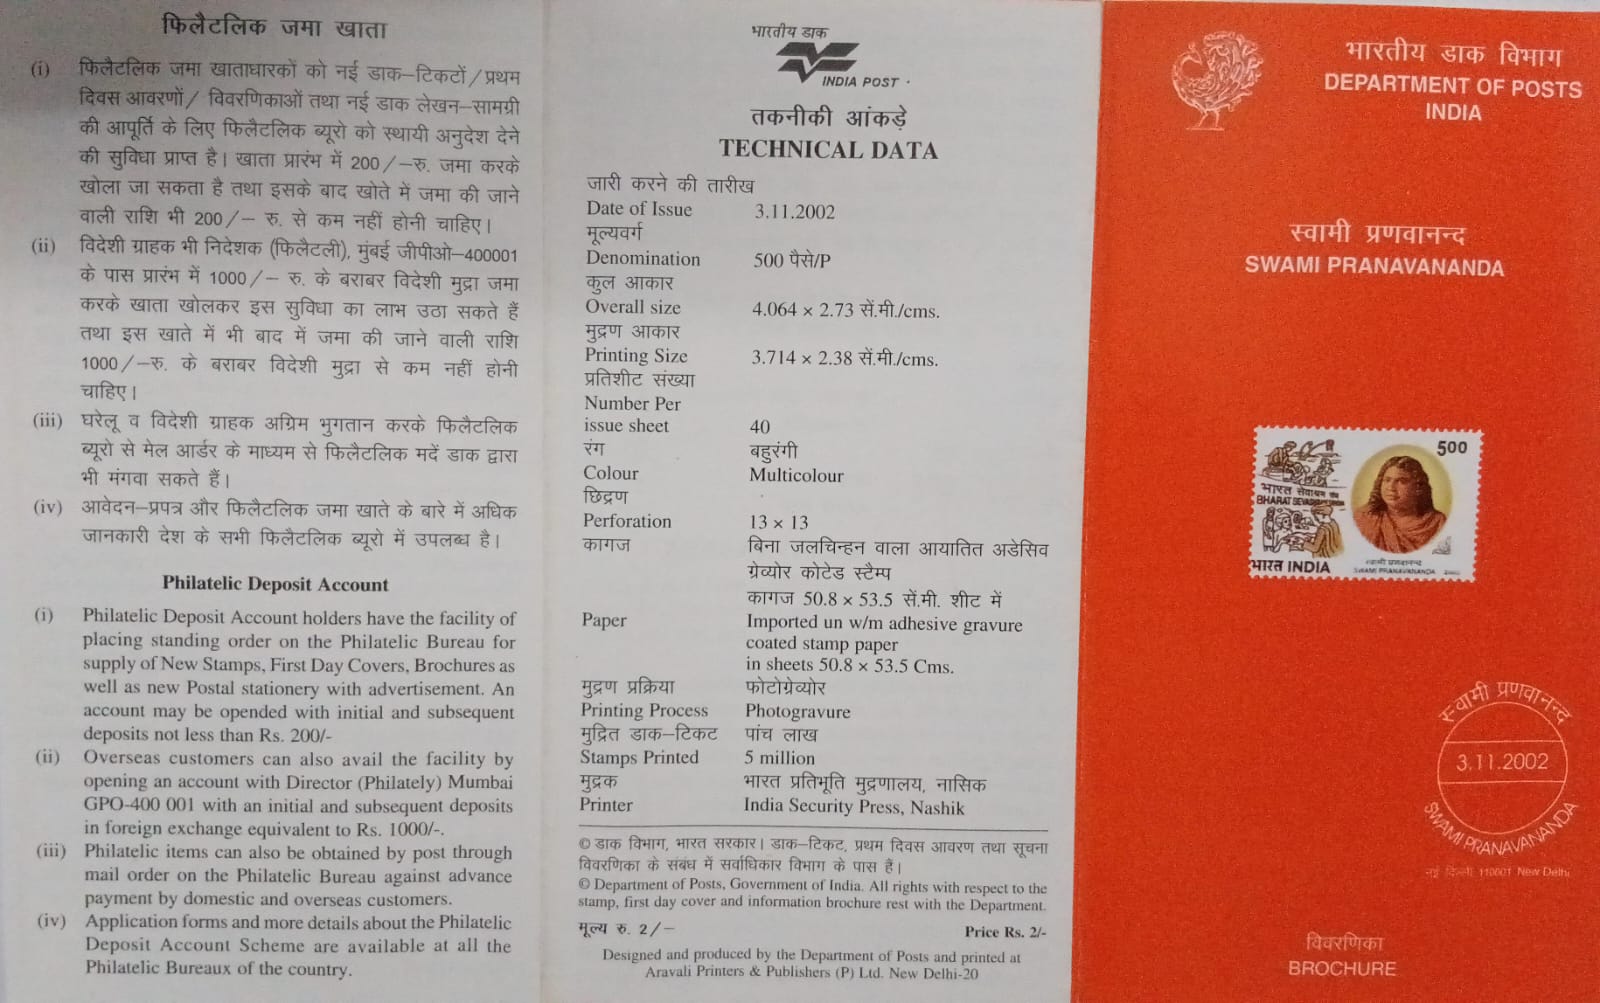 फिलैटलिक जमा खाता
(i) फिलैटलिक जमा खाताधारकों को नई डाक–टिकटों/प्रथम
दिवस आवरणों/ विवरणिकाओं तथा नई डाक लेखन–सामग्री
की आपूर्ति के लिए फिलैटलिक ब्यूरो को स्थायी अनुदेश देने
की सुविधा प्राप्त है। खाता प्रारंभ में 200/–रु. जमा करके
खोला जा सकता है तथा इसके बाद खोते में जमा की जाने
वाली राशि भी 200/– रु. से कम नहीं होनी चाहिए।
(ii) विदेशी ग्राहक भी निदेशक (फिलैटली), मुंबई जीपीओ–400001
के पास प्रारंभ में 1000/– रु. के बराबर विदेशी मुद्रा जमा
करके खाता खोलकर इस सुविधा का लाभ उठा सकते हैं
तथा इस खाते में भी बाद में जमा की जाने वाली राशि
1000/–रु. के बराबर विदेशी मुद्रा से कम नहीं होनी
चाहिए।
(iii) घरेलू व विदेशी ग्राहक अग्रिम भुगतान करके फिलैटलिक
ब्यूरो से मेल आर्डर के माध्यम से फिलैटलिक मदें डाक द्वारा
भी मंगवा सकते हैं।
(iv) आवेदन–प्रपत्र और फिलैटलिक जमा खाते के बारे में अधिक
जानकारी देश के सभी फिलैटलिक ब्यूरो में उपलब्ध है।
Philatelic Deposit Account
(i) Philatelic Deposit Account holders have the facility of
placing standing order on the Philatelic Bureau for
supply of New Stamps, First Day Covers, Brochures as
well as new Postal stationery with advertisement. An
account may be opended with initial and subsequent
deposits not less than Rs. 200/-
(ii) Overseas customers can also avail the facility by
opening an account with Director (Philately) Mumbai
GPO-400 001 with an initial and subsequent deposits
in foreign exchange equivalent to Rs. 1000/-.
(iii) Philatelic items can also be obtained by post through
mail order on the Philatelic Bureau against advance
payment by domestic and overseas customers.
(iv) Application forms and more details about the Philatelic
Deposit Account Scheme are available at all the
Philatelic Bureaux of the country.
भारतीय डाक
INDIA POST
तकनीकी आंकड़े
TECHNICAL DATA
जारी करने की तारीख
Date of Issue 3.11.2002
मूल्यवर्ग
Denomination 500 पैसे/P
कुल आकार
Overall size 4.064 × 2.73 सें.मी./cms.
मुद्रण आकार
Printing Size 3.714 × 2.38 सें.मी./cms.
प्रतिशीट संख्या
Number Per
issue sheet 40
रंग बहुरंगी
Colour Multicolour
छिद्रण
Perforation 13 × 13
कागज बिना जलचिन्हन वाला आयातित अडेसिव
ग्रेव्योर कोटेड स्टैम्प
कागज 50.8 × 53.5 सें.मी. शीट में
Paper Imported un w/m adhesive gravure
coated stamp paper
in sheets 50.8 × 53.5 Cms.
मुद्रण प्रक्रिया फोटोग्रेव्योर
Printing Process Photogravure
मुद्रित डाक–टिकट पांच लाख
Stamps Printed 5 million
मुद्रक भारत प्रतिभूति मुद्रणालय, नासिक
Printer India Security Press, Nashik
© डाक विभाग, भारत सरकार। डाक–टिकट, प्रथम दिवस आवरण तथा सूचना
विवरणिका के संबंध में सर्वाधिकार विभाग के पास हैं।
© Department of Posts, Government of India. All rights with respect to the
stamp, first day cover and information brochure rest with the Department.
मूल्य रु. 2/– Price Rs. 2/-
Designed and produced by the Department of Posts and printed at
Aravali Printers & Publishers (P) Ltd. New Delhi-20
भारतीय डाक विभाग
DEPARTMENT OF POSTS
INDIA
स्वामी प्रणवानन्द
SWAMI PRANAVANANDA
500
भारत सेवाश्रम संघ
BHARAT SEVASHRAM
भारत INDIA
स्वामी प्रणवानन्द
SWAMI PRANAVANANDA 2002
स्वामी प्रणवानन्द
3.11.2002
SWAMI PRANAVANANDA
नई दिल्ली 110001 New Delhi
विवरणिका
BROCHURE